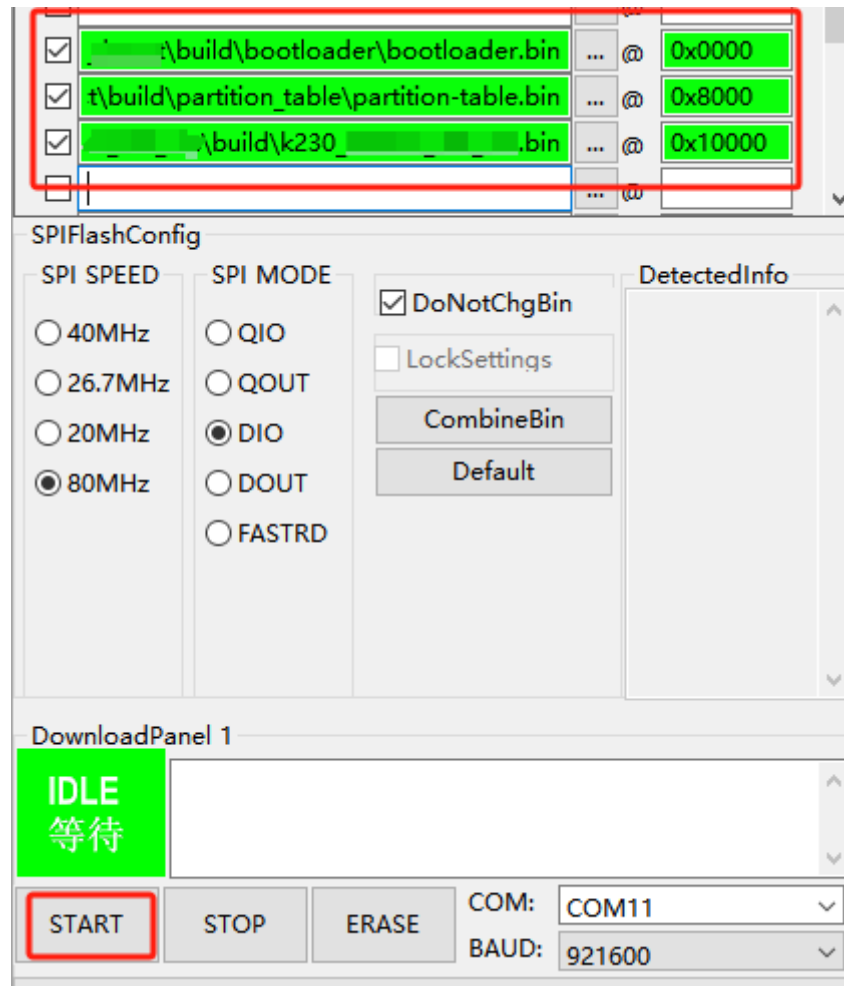 t\build\bootloader\bootloader.bin ... @ 0x0000
t\build\partition_table\partition-table.bin ... @ 0x8000
\build\k230_ .bin ... @ 0x10000
... @
SPIFlashConfig
SPI SPEED SPI MODE DetectedInfo
DoNotChgBin
40MHz QIO
LockSettings
26.7MHz QOUT
CombineBin
20MHz DIO
Default
80MHz DOUT
FASTRD
DownloadPanel 1
IDLE
等待
START STOP ERASE COM: COM11
BAUD: 921600